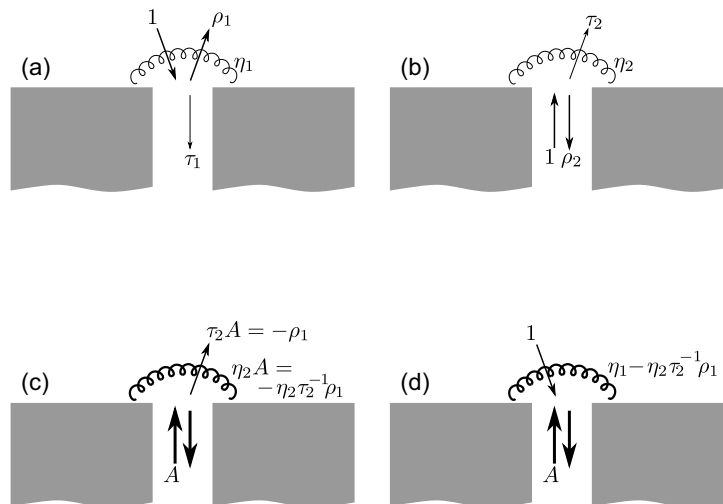 1
ρ₁
(a)
η₁
τ₁
τ₂
(b)
η₂
1 ρ₂
τ₂A = −ρ₁
(c)
η₂A =
−η₂τ₂⁻¹ρ₁
A
1
(d)
η₁−η₂τ₂⁻¹ρ₁
A